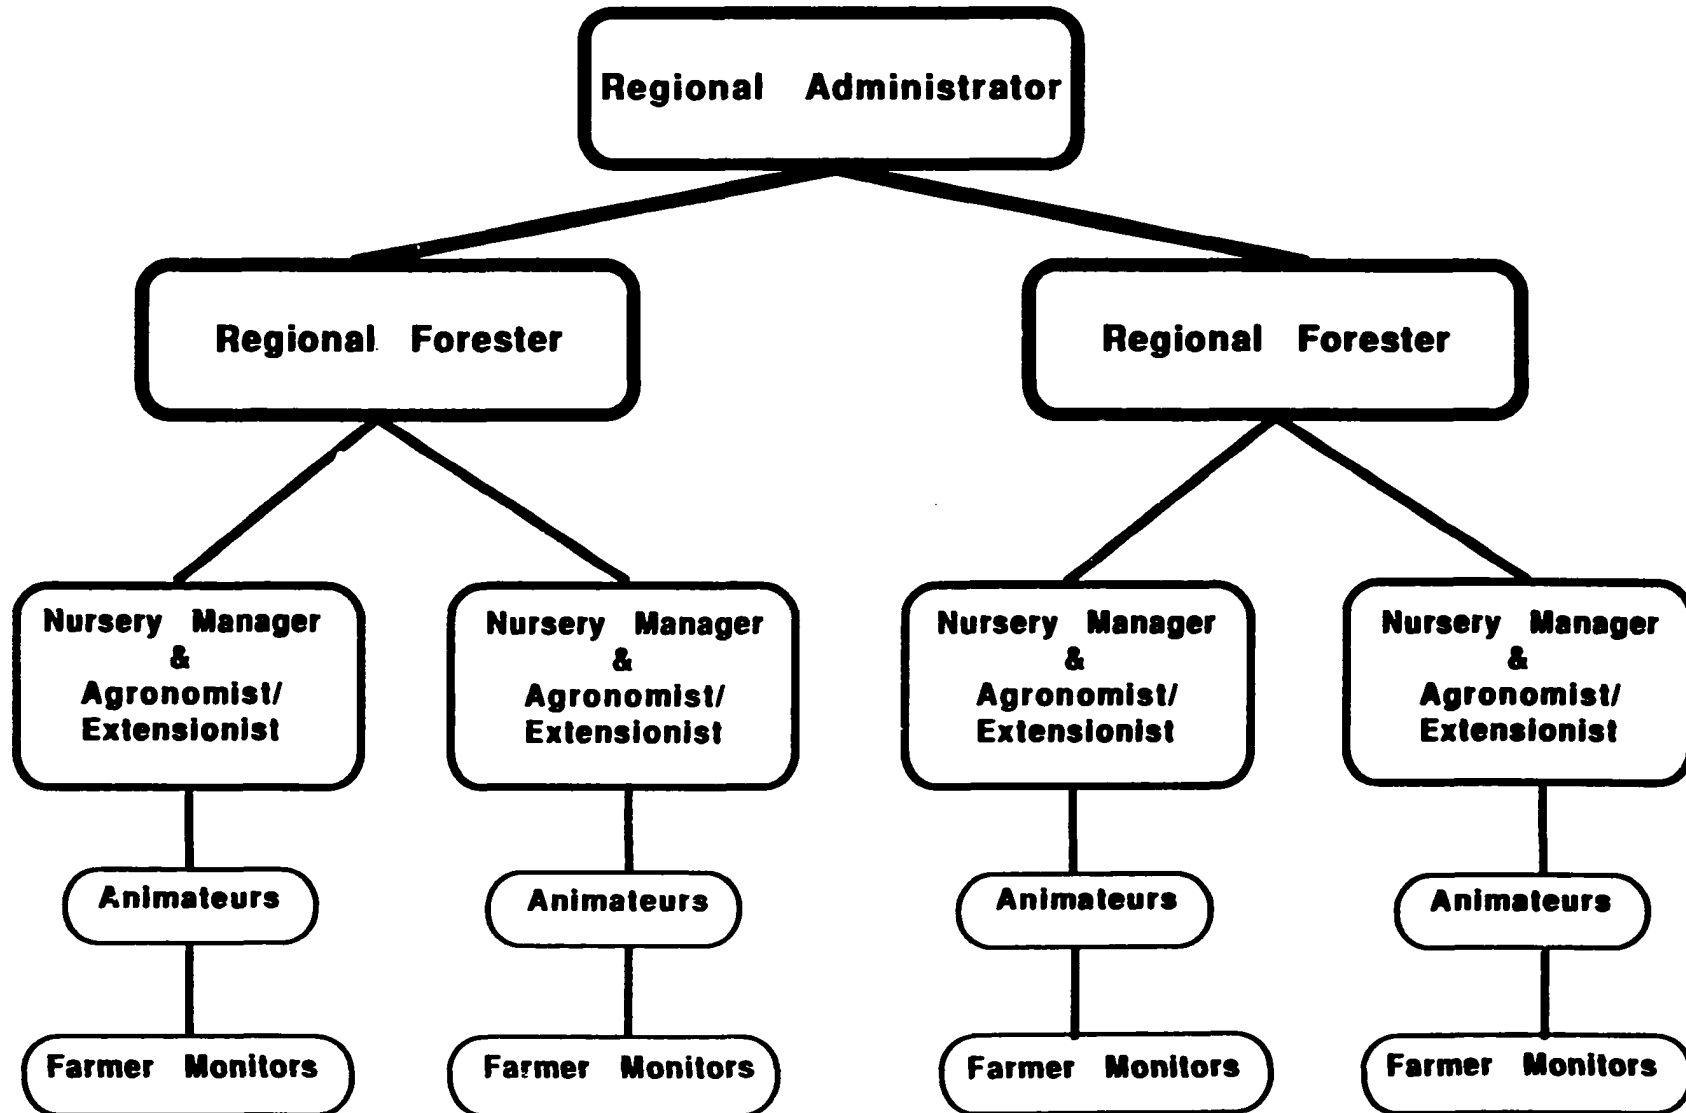 Regional Administrator
Regional Forester
Regional Forester
Nursery Manager
&
Agronomist/
Extensionist
Nursery Manager
&
Agronomist/
Extensionist
Nursery Manager
&
Agronomist/
Extensionist
Nursery Manager
&
Agronomist/
Extensionist
Animateurs
Animateurs
Animateurs
Animateurs
Farmer Monitors
Farmer Monitors
Farmer Monitors
Farmer Monitors